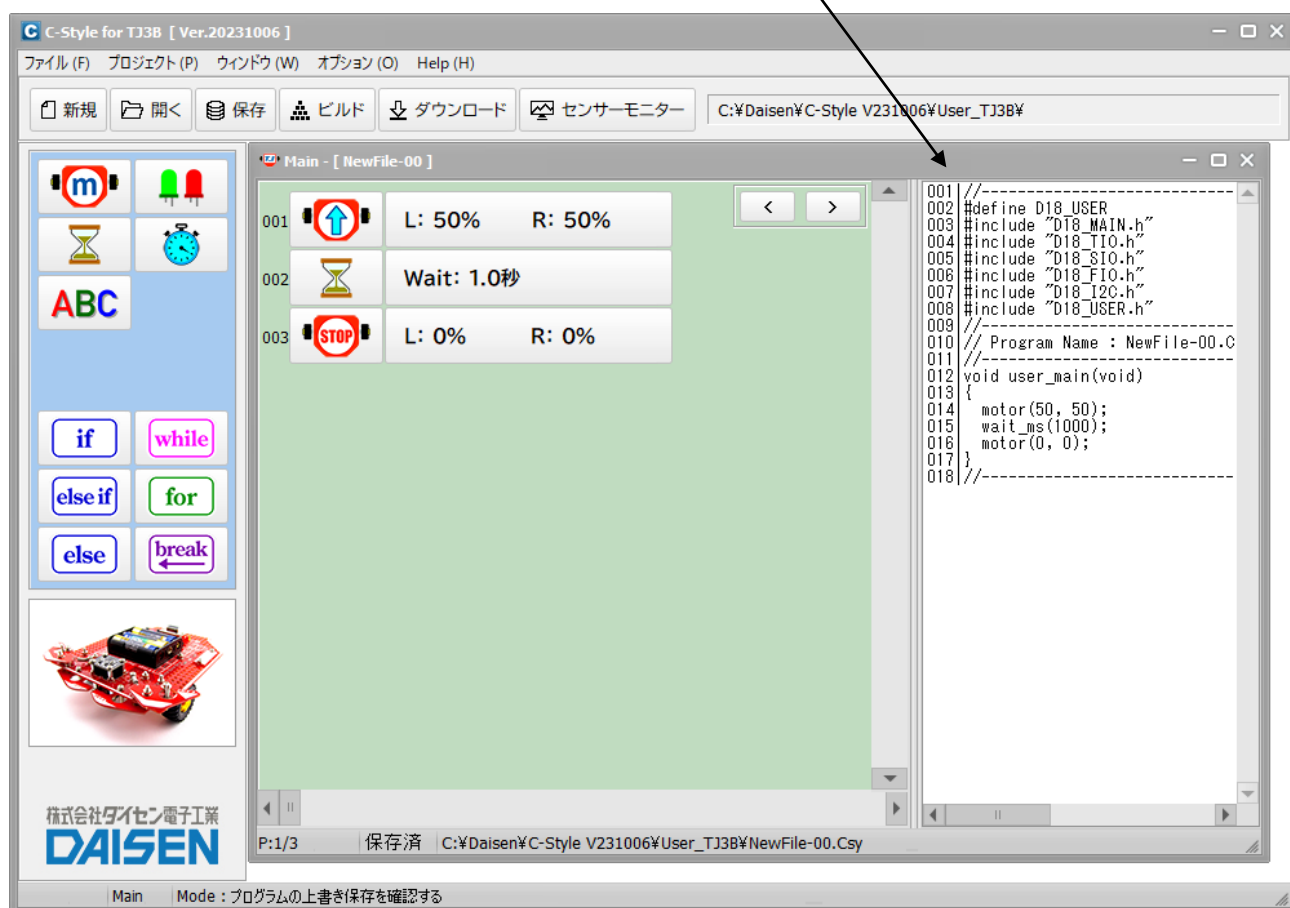 C-Style for TJ3B [ Ver.20231006 ]
ファイル (F) プロジェクト (P) ウィンドウ (W) オプション (O) Help (H)
新規 開く 保存 ビルド ダウンロード センサーモニター C:¥Daisen¥C-Style V231006¥User_TJ3B¥
m
ABC
if while
else if for
else break
株式会社ダイセン電子工業
DAISEN
Main - [ NewFile-00 ]
< >
001 L: 50% R: 50%
002 Wait: 1.0秒
003 STOP L: 0% R: 0%
001 //----------------------------
002 #define D18_USER
003 #include "D18_MAIN.h"
004 #include "D18_TIO.h"
005 #include "D18_SIO.h"
006 #include "D18_FIO.h"
007 #include "D18_I2C.h"
008 #include "D18_USER.h"
009 //----------------------------
010 // Program Name : NewFile-00.C
011 //----------------------------
012 void user_main(void)
013 {
014 motor(50, 50);
015 wait_ms(1000);
016 motor(0, 0);
017 }
018 //----------------------------
P:1/3 保存済 C:¥Daisen¥C-Style V231006¥User_TJ3B¥NewFile-00.Csy
Main Mode : プログラムの上書き保存を確認する